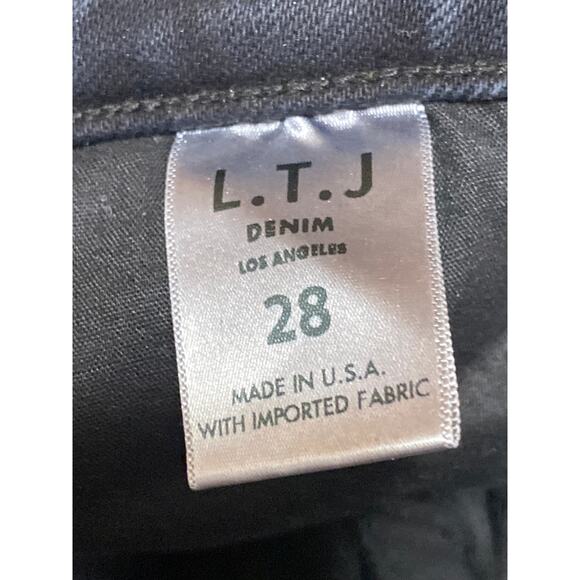 L.T.J
DENIM
LOS ANGELES
28
MADE IN U.S.A.
WITH IMPORTED FABRIC